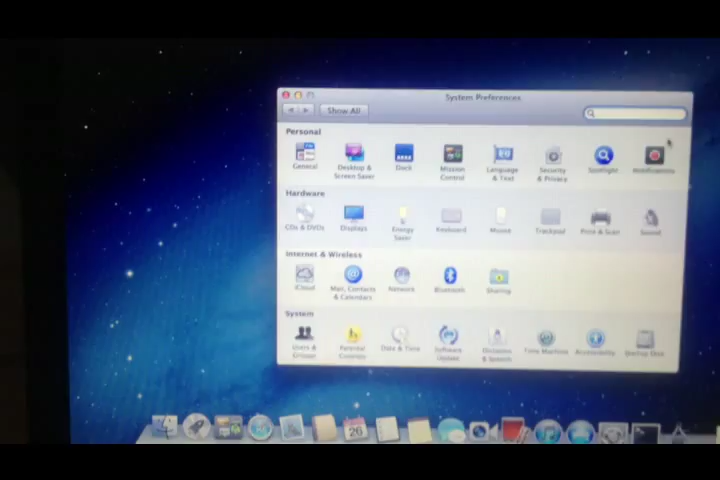 System Preferences
Show All
Personal
General
Desktop &
Screen Saver
Dock
Mission
Control
Language
& Text
Security
& Privacy
Spotlight
Notifications
Hardware
CDs & DVDs
Displays
Energy
Saver
Keyboard
Mouse
Trackpad
Print & Scan
Sound
Internet & Wireless
iCloud
Mail, Contacts
& Calendars
Network
Bluetooth
Sharing
System
Users &
Groups
Parental
Controls
Date & Time
Software
Update
Dictation
& Speech
Time Machine
Accessibility
Startup Disk
26